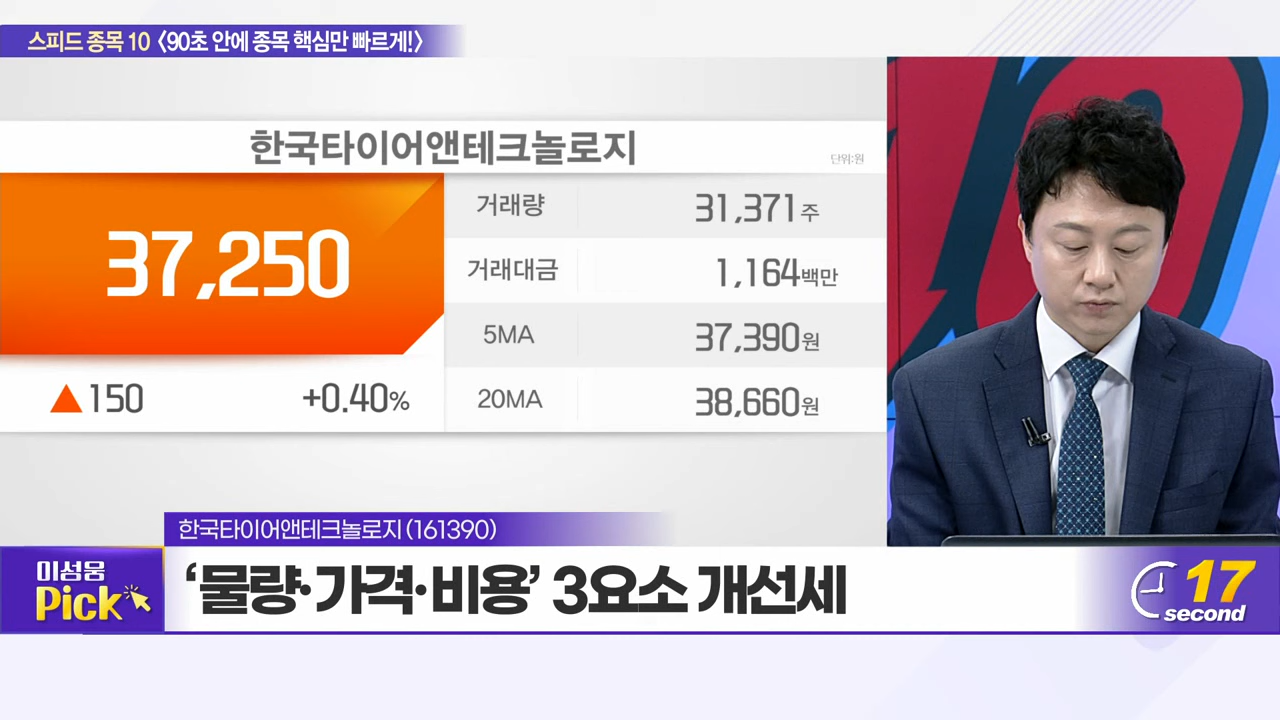 스피드 종목 10 〈90초 안에 종목 핵심만 빠르게!〉
한국타이어앤테크놀로지
단위:원
37,250
▲150 +0.40%
거래량 31,371주
거래대금 1,164백만
5MA 37,390원
20MA 38,660원
한국타이어앤테크놀로지(161390)
이성웅
Pick
‘물량·가격·비용’ 3요소 개선세
17
second